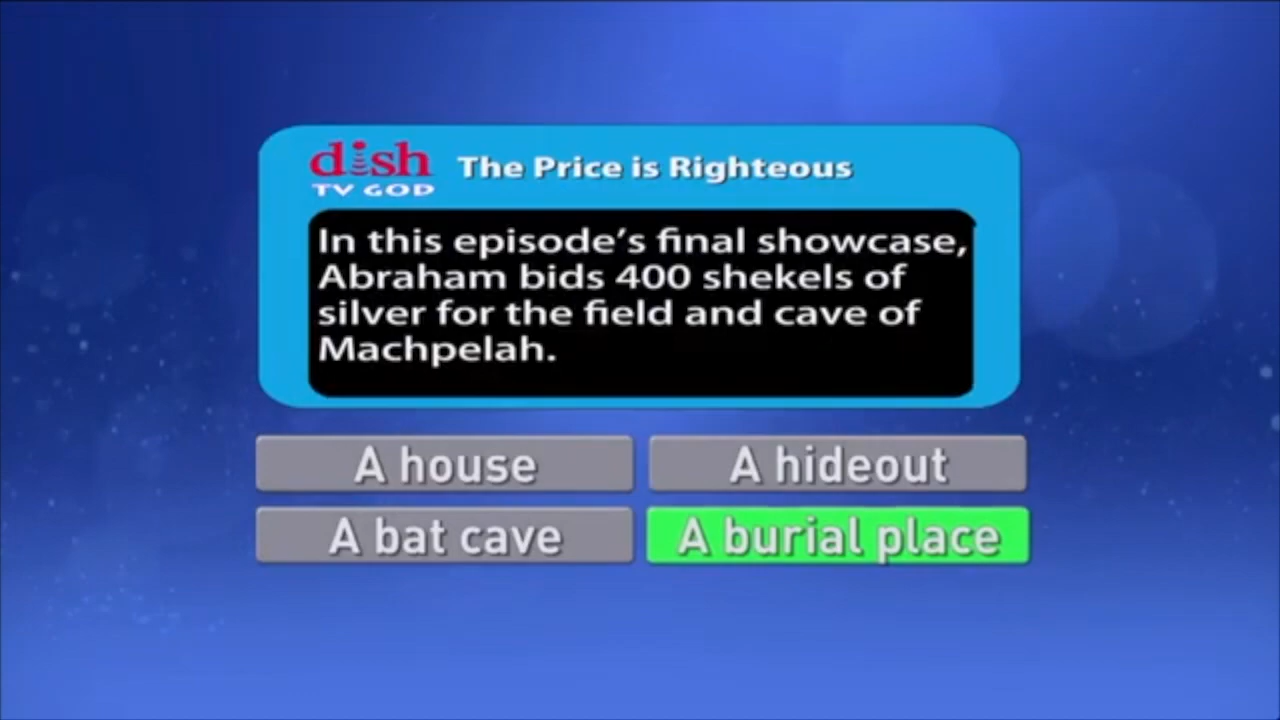 dish
TV GOD
The Price is Righteous
In this episode's final showcase,
Abraham bids 400 shekels of
silver for the field and cave of
Machpelah.
A house
A hideout
A bat cave
A burial place